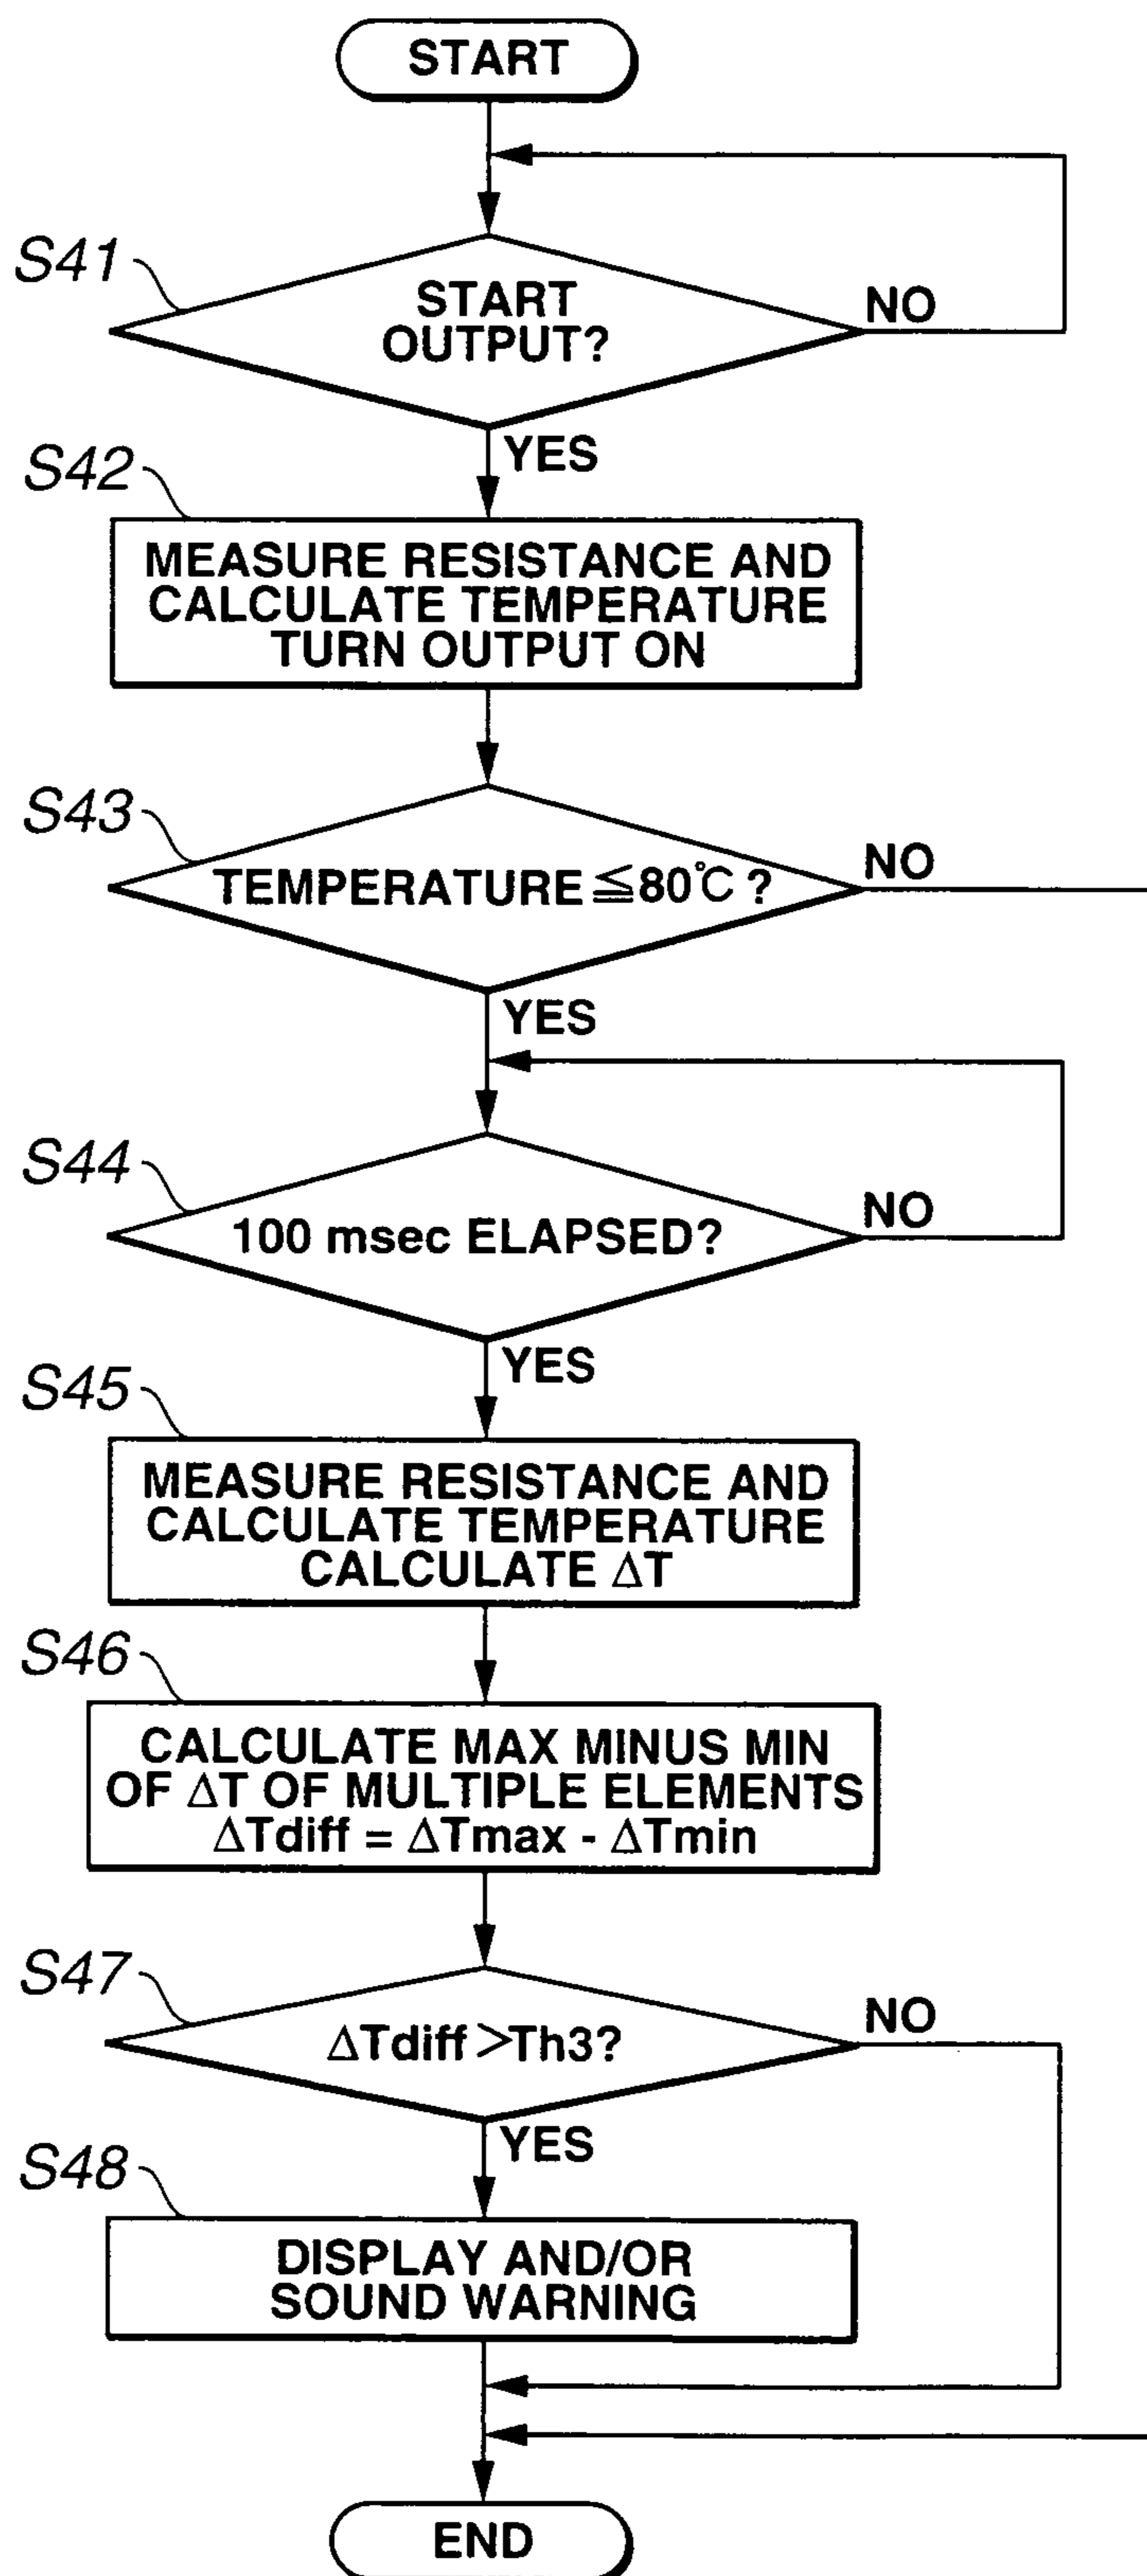 START
S41
START
OUTPUT?
NO
YES
S42
MEASURE RESISTANCE AND
CALCULATE TEMPERATURE
TURN OUTPUT ON
S43
TEMPERATURE ≦80℃ ?
NO
YES
S44
100 msec ELAPSED?
NO
YES
S45
MEASURE RESISTANCE AND
CALCULATE TEMPERATURE
CALCULATE ΔT
S46
CALCULATE MAX MINUS MIN
OF ΔT OF MULTIPLE ELEMENTS
ΔTdiff = ΔTmax - ΔTmin
S47
ΔTdiff >Th3?
NO
YES
S48
DISPLAY AND/OR
SOUND WARNING
END